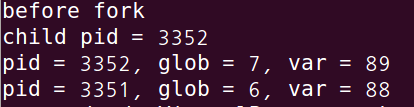 before fork
child pid = 3352
pid = 3352, glob = 7, var = 89
pid = 3351, glob = 6, var = 88